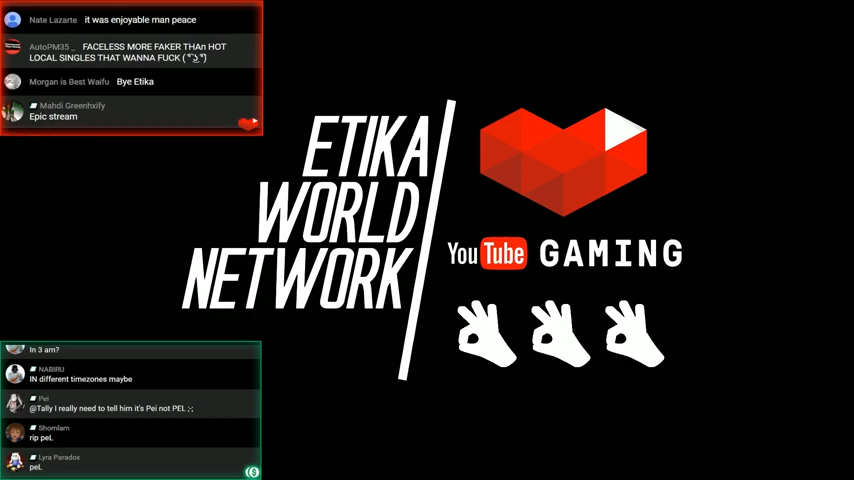 Nate Lazarte it was enjoyable man peace
AutoPM35_ FACELESS MORE FAKER THAn HOT
LOCAL SINGLES THAT WANNA FUCK ( ͡° ͜ʖ ͡°)
Morgan is Best Waifu Bye Etika
Mahdi Greenhxify
Epic stream
ETIKA
WORLD
NETWORK
YouTube GAMING
In 3 am?
NABIRU
IN different timezones maybe
Pei
@Tally I really need to tell him it's Pei not PEL ;-;
Shomlam
rip peL
Lyra Paradox
peL